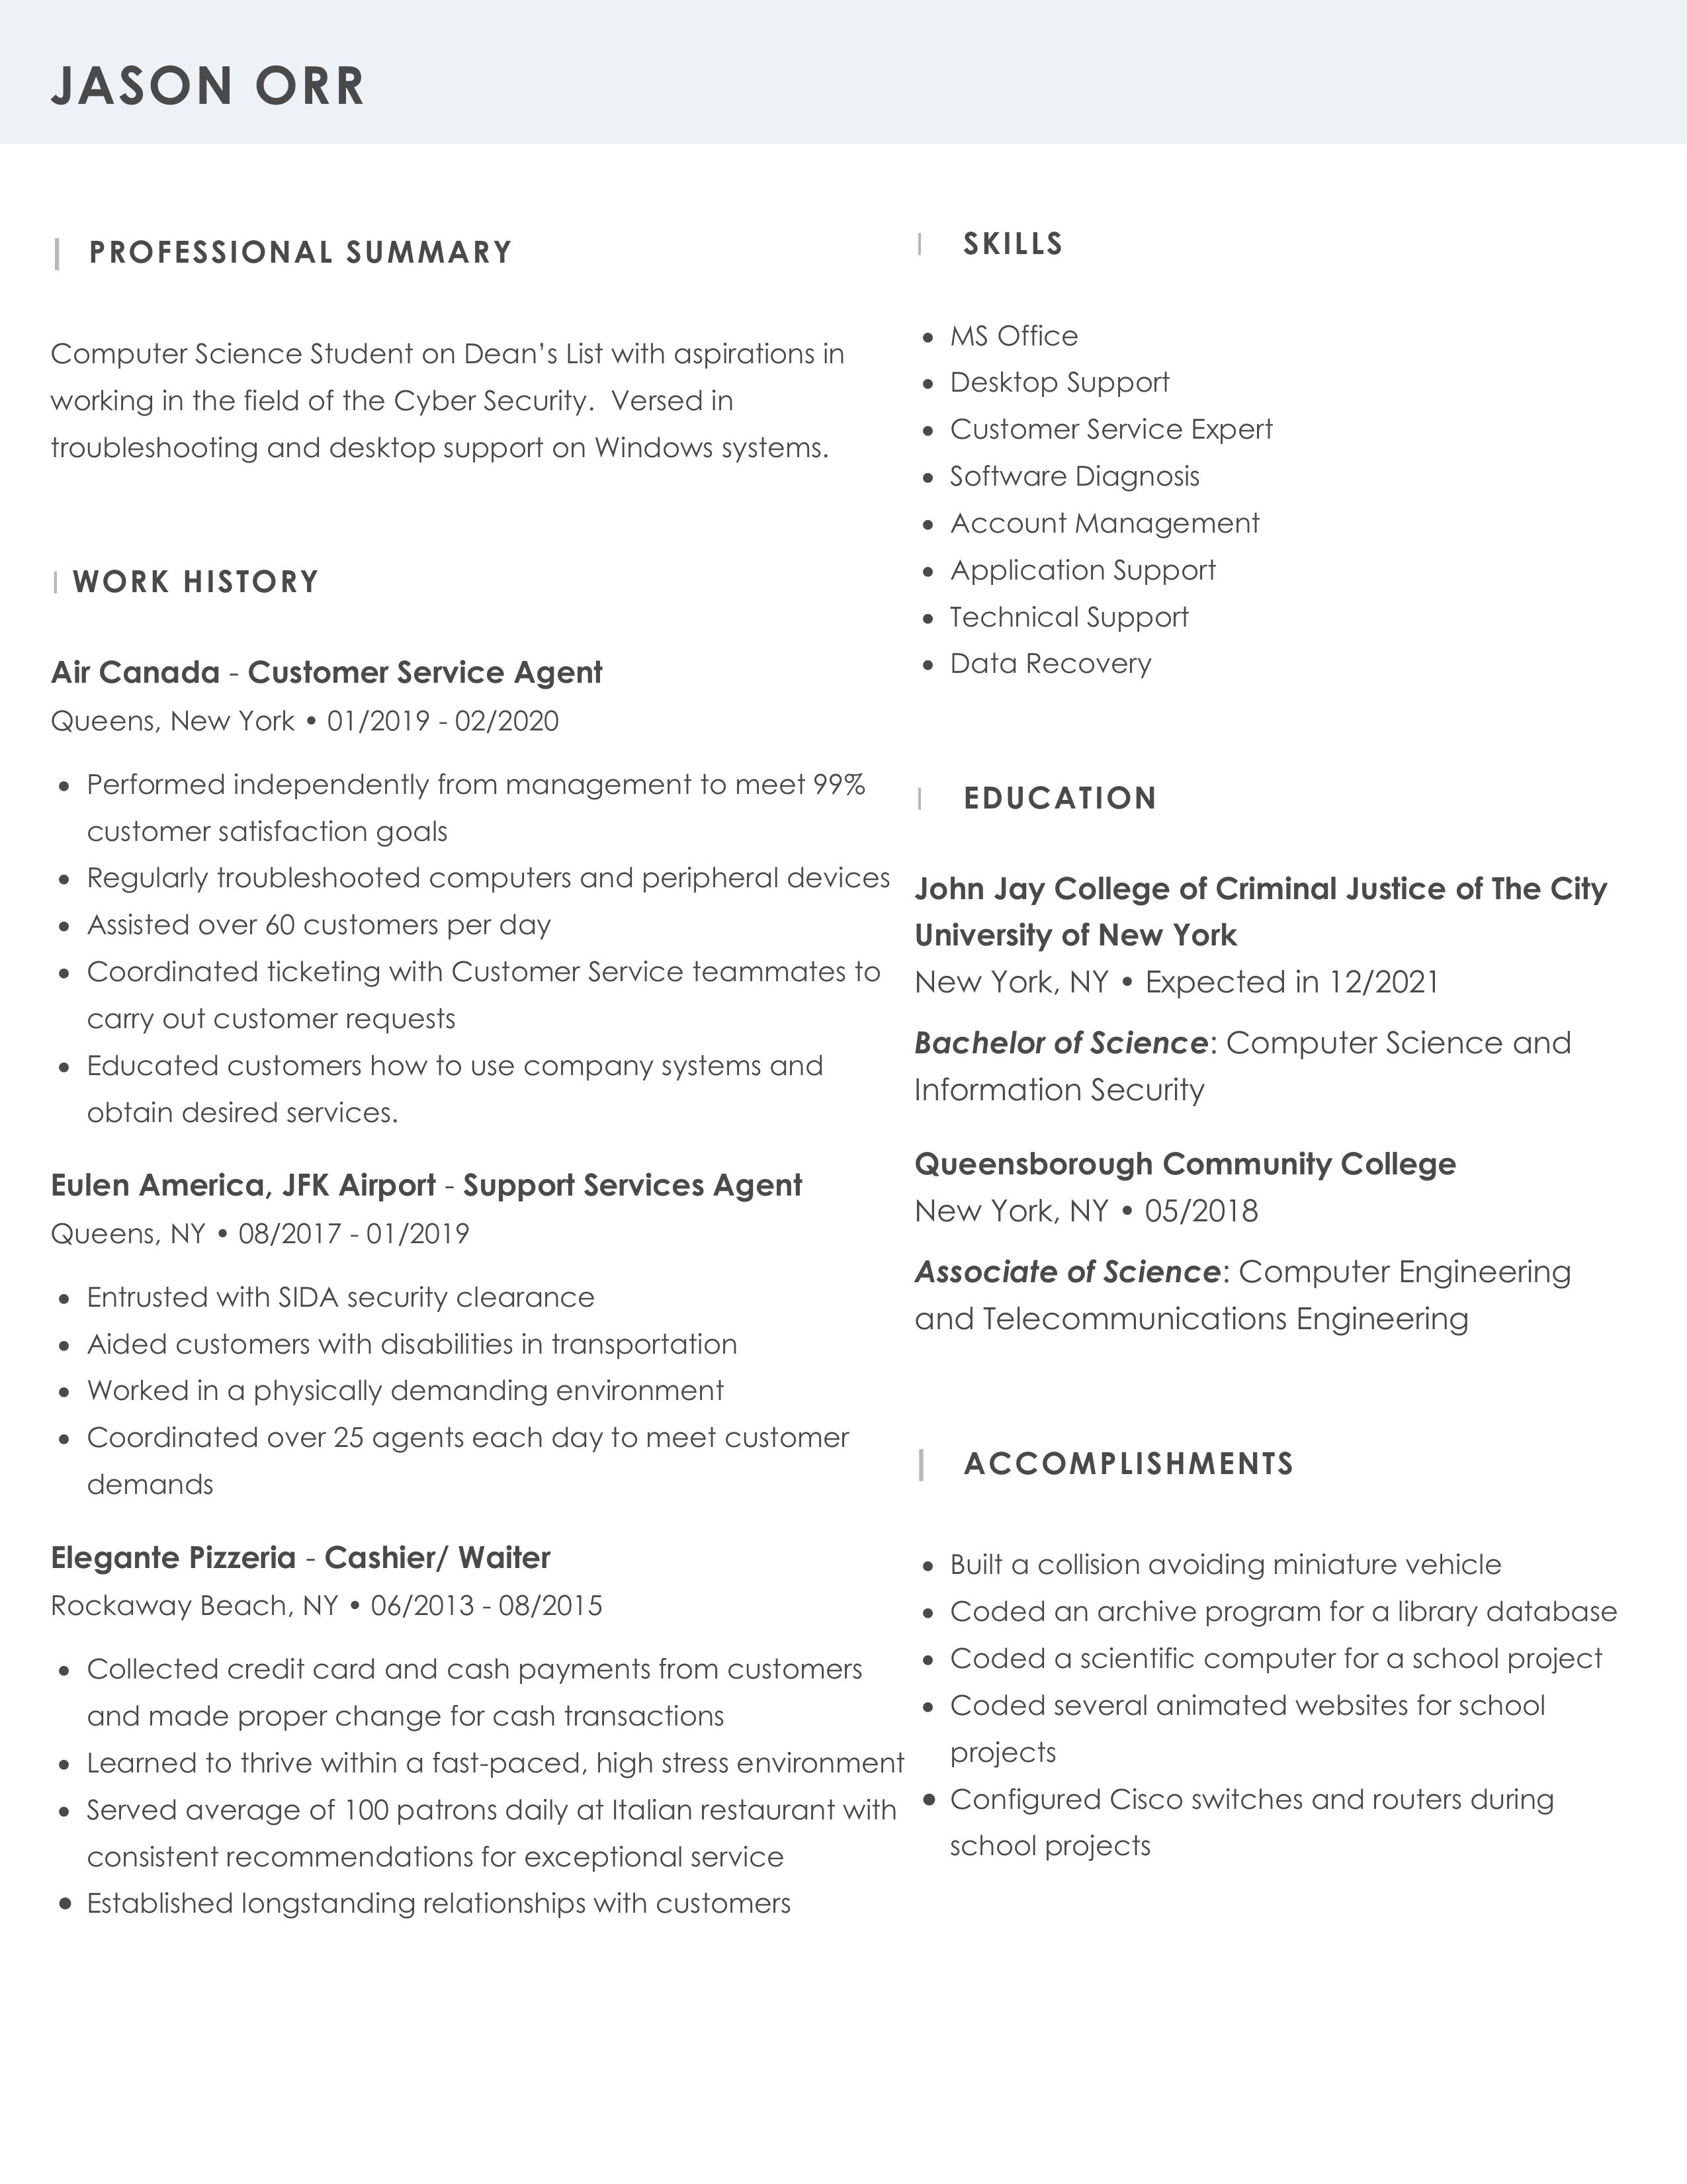 JASON ORR
PROFESSIONAL SUMMARY
Computer Science Student on Dean’s List with aspirations in
working in the field of the Cyber Security.  Versed in
troubleshooting and desktop support on Windows systems.
WORK HISTORY
Air Canada - Customer Service Agent
Queens, New York • 01/2019 - 02/2020
• Performed independently from management to meet 99%
customer satisfaction goals
• Regularly troubleshooted computers and peripheral devices
• Assisted over 60 customers per day
• Coordinated ticketing with Customer Service teammates to
carry out customer requests
• Educated customers how to use company systems and
obtain desired services.
Eulen America, JFK Airport - Support Services Agent
Queens, NY • 08/2017 - 01/2019
• Entrusted with SIDA security clearance
• Aided customers with disabilities in transportation
• Worked in a physically demanding environment
• Coordinated over 25 agents each day to meet customer
demands
Elegante Pizzeria - Cashier/ Waiter
Rockaway Beach, NY • 06/2013 - 08/2015
• Collected credit card and cash payments from customers
and made proper change for cash transactions
• Learned to thrive within a fast-paced, high stress environment
• Served average of 100 patrons daily at Italian restaurant with
consistent recommendations for exceptional service
• Established longstanding relationships with customers
SKILLS
• MS Office
• Desktop Support
• Customer Service Expert
• Software Diagnosis
• Account Management
• Application Support
• Technical Support
• Data Recovery
EDUCATION
John Jay College of Criminal Justice of The City
University of New York
New York, NY • Expected in 12/2021
Bachelor of Science: Computer Science and
Information Security
Queensborough Community College
New York, NY • 05/2018
Associate of Science: Computer Engineering
and Telecommunications Engineering
ACCOMPLISHMENTS
• Built a collision avoiding miniature vehicle
• Coded an archive program for a library database
• Coded a scientific computer for a school project
• Coded several animated websites for school
projects
• Configured Cisco switches and routers during
school projects